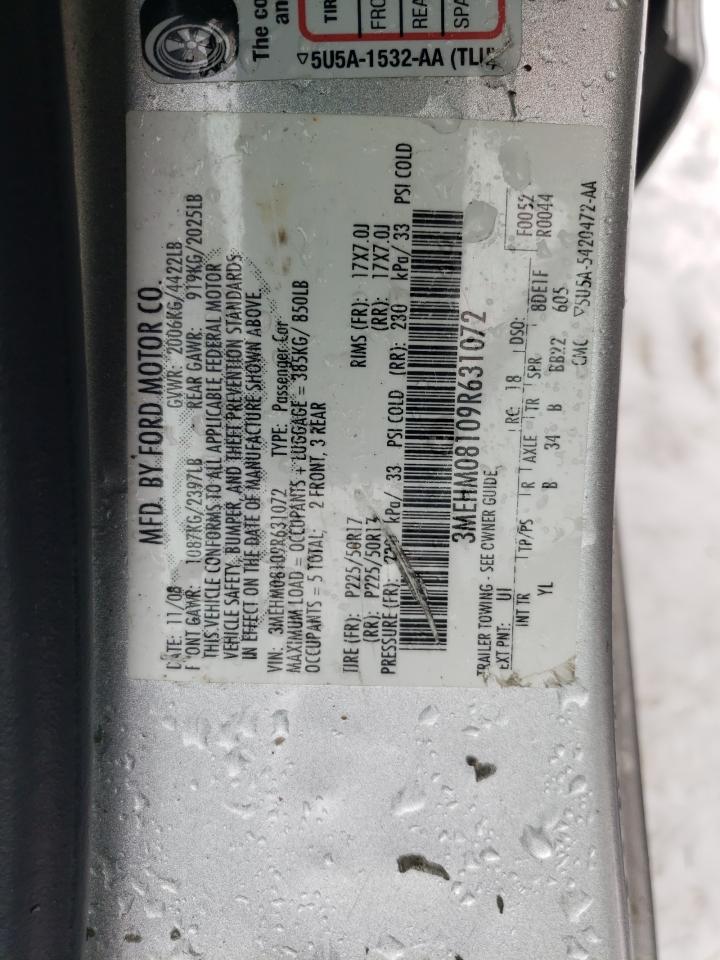 The co
an
TIR
FRO
REA
SPA
▽5U5A-1532-AA (TLU)
MFD. BY FORD MOTOR CO.
DATE: 11/08 GVWR: 2006KG/4422LB
FRONT GAWR: 1087KG/2397LB REAR GAWR: 919KG/2025LB
THIS VEHICLE CONFORMS TO ALL APPLICABLE FEDERAL MOTOR
VEHICLE SAFETY, BUMPER, AND THEFT PREVENTION STANDARDS
IN EFFECT ON THE DATE OF MANUFACTURE SHOWN ABOVE
VIN: 3MEHM08109R631072 TYPE: Passenger Car
MAXIMUM LOAD = OCCUPANTS + LUGGAGE = 385KG/ 850LB
OCCUPANTS = 5 TOTAL, 2 FRONT, 3 REAR
TIRE (FR): P225/50R17 RIMS (FR): 17X7.0J
(RR): P225/50R17 (RR): 17X7.0J
PRESSURE (FR): 230 kPa/ 33 PSI COLD (RR): 230 kPa/ 33 PSI COLD
3MEHM08109R631072
TRAILER TOWING - SEE OWNER GUIDE F0052
EXT PNT: UI RC: 18 DSO: R0044
INT TR TP/PS R AXLE TR SPR 8DE1F
YL B 34 B BB22 605
CMC ▽5U5A-5420472-AA